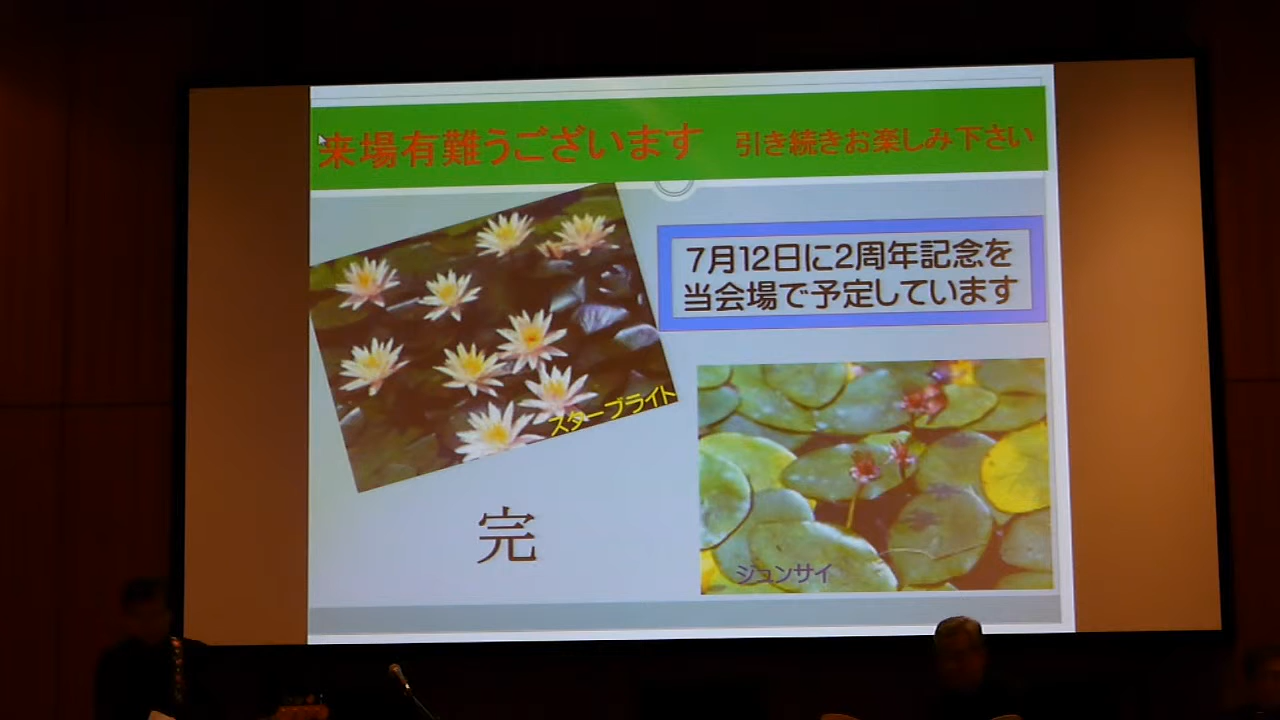 来場有難うございます 引き続きお楽しみ下さい
7月12日に2周年記念を
当会場で予定しています
スターブライト
完
ジュンサイ